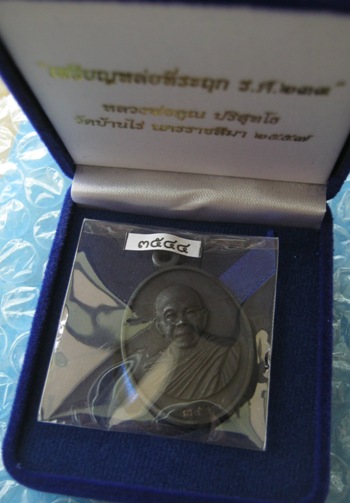 "เหรียญหล่อที่ระฤก ร.ศ.๒๓๓"
หลวงพ่อคูณ ปริสุทโธ
วัดบ้านไร่ นครราชสีมา ๒๕๕๗
๓๕๔๔